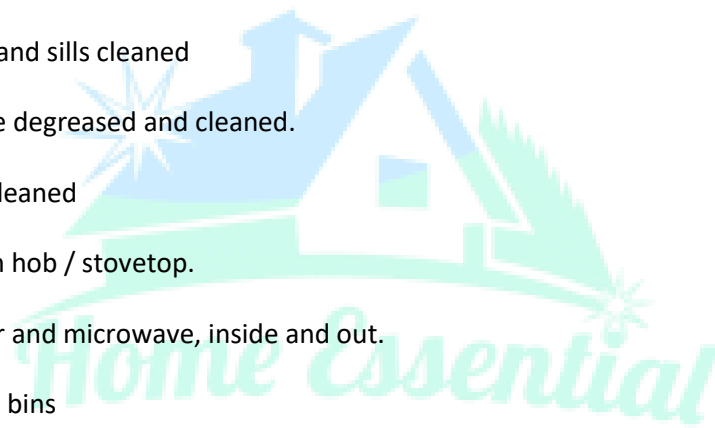 and sills cleaned
e degreased and cleaned.
leaned
n hob / stovetop.
r and microwave, inside and out.
Home Essential
bins